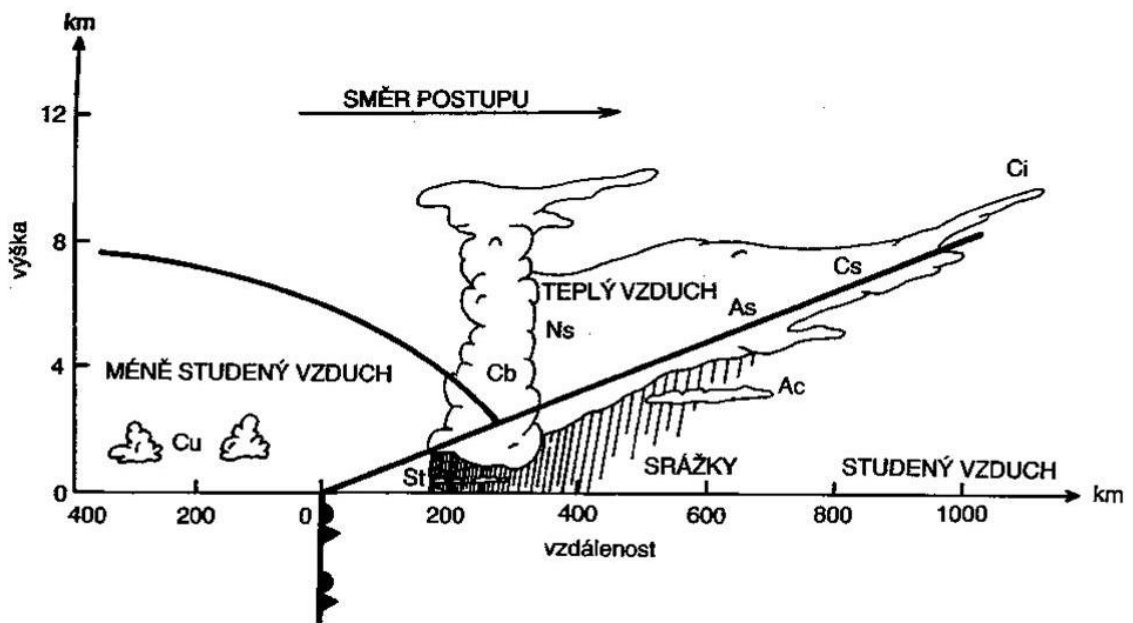 km
12
SMĚR POSTUPU
Ci
výška
8
Cs
TEPLÝ VZDUCH
As
Ns
4
MÉNĚ STUDENÝ VZDUCH
Cb
Ac
Cu
SRÁŽKY
STUDENÝ VZDUCH
St
0
km
400
200
0
200
400
600
800
1000
vzdálenost